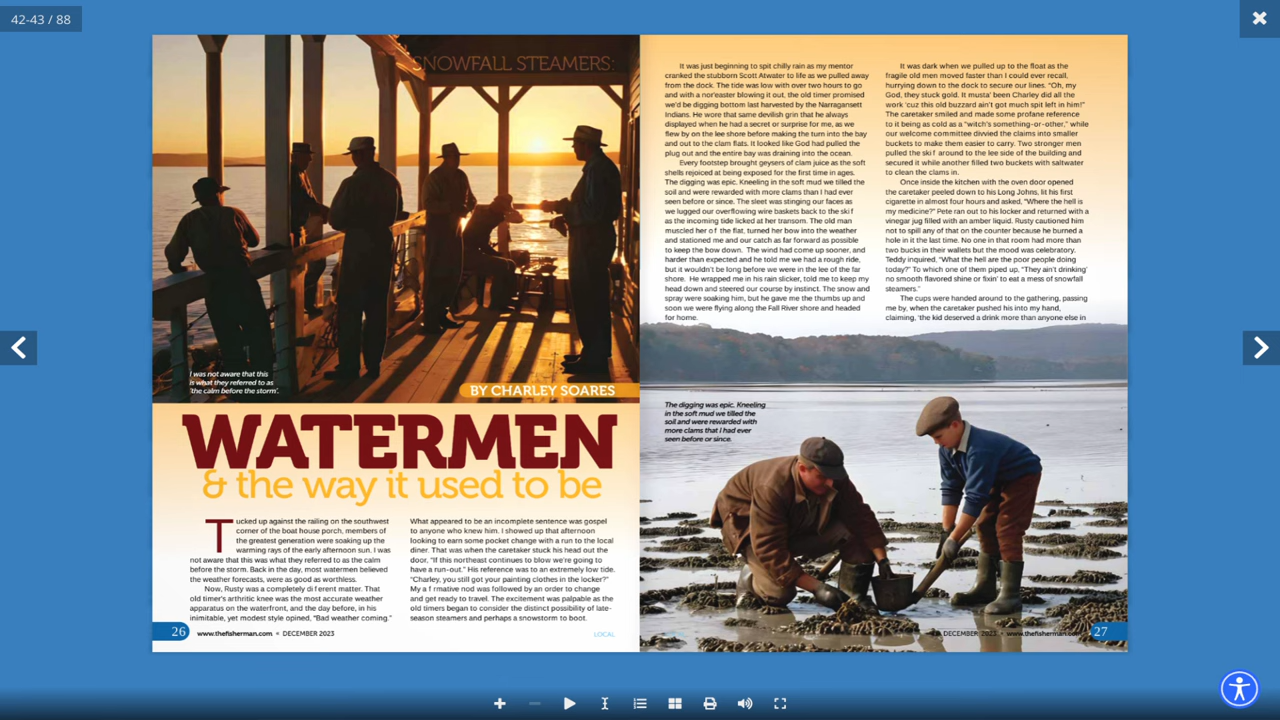 42-43 / 88
SNOWFALL STEAMERS:
I was not aware that this
is what they referred to as
'the calm before the storm'.
BY CHARLEY SOARES
WATERMEN
& the way it used to be
Tucked up against the railing on the southwest
corner of the boat house porch, members of
the greatest generation were soaking up the
warming rays of the early afternoon sun. I was
not aware that this was what they referred to as the calm
before the storm. Back in the day, most watermen believed
the weather forecasts, were as good as worthless.
Now, Rusty was a completely dif erent matter. That
old timer's arthritic knee was the most accurate weather
apparatus on the waterfront, and the day before, in his
inimitable, yet modest style opined, "Bad weather coming."
What appeared to be an incomplete sentence was gospel
to anyone who knew him. I showed up that afternoon
looking to earn some pocket change with a run to the local
diner. That was when the caretaker stuck his head out the
door, "If this northeast continues to blow we're going to
have a run-out." His reference was to an extremely low tide.
"Charley, you still got your painting clothes in the locker?"
My a f rmative nod was followed by an order to change
and get ready to travel. The excitement was palpable as the
old timers began to consider the distinct possibility of late-
season steamers and perhaps a snowstorm to boot.
26 www.thefisherman.com • DECEMBER 2023
LOCAL
It was just beginning to spit chilly rain as my mentor
cranked the stubborn Scott Atwater to life as we pulled away
from the dock. The tide was low with over two hours to go
and with a nor'easter blowing it out, the old timer promised
we'd be digging bottom last harvested by the Narragansett
Indians. He wore that same devilish grin that he always
displayed when he had a secret or surprise for me, as we
flew by on the lee shore before making the turn into the bay
and out to the clam flats. It looked like God had pulled the
plug out and the entire bay was draining into the ocean.
Every footstep brought geysers of clam juice as the soft
shells rejoiced at being exposed for the first time in ages.
The digging was epic. Kneeling in the soft mud we tilled the
soil and were rewarded with more clams than I had ever
seen before or since. The sleet was stinging our faces as
we lugged our overflowing wire baskets back to the ski f
as the incoming tide licked at her transom. The old man
muscled her o f the flat, turned her bow into the weather
and stationed me and our catch as far forward as possible
to keep the bow down. The wind had come up sooner, and
harder than expected and he told me we had a rough ride,
but it wouldn't be long before we were in the lee of the far
shore. He wrapped me in his rain slicker, told me to keep my
head down and steered our course by instinct. The snow and
spray were soaking him, but he gave me the thumbs up and
soon we were flying along the Fall River shore and headed
for home.
It was dark when we pulled up to the float as the
fragile old men moved faster than I could ever recall,
hurrying down to the dock to secure our lines. "Oh, my
God, they stuck gold. It musta' been Charley did all the
work 'cuz this old buzzard ain't got much spit left in him!"
The caretaker smiled and made some profane reference
to it being as cold as a "witch's something-or-other," while
our welcome committee divvied the claims into smaller
buckets to make them easier to carry. Two stronger men
pulled the ski f around to the lee side of the building and
secured it while another filled two buckets with saltwater
to clean the clams in.
Once inside the kitchen with the oven door opened
the caretaker peeled down to his Long Johns, lit his first
cigarette in almost four hours and asked, "Where the hell is
my medicine?" Pete ran out to his locker and returned with a
vinegar jug filled with an amber liquid. Rusty cautioned him
not to spill any of that on the counter because he burned a
hole in it the last time. No one in that room had more than
two bucks in their wallets but the mood was celebratory.
Teddy inquired, "What the hell are the poor people doing
today?" To which one of them piped up, "They ain't drinkin'
no smooth flavored shine or fixin' to eat a mess of snowfall
steamers."
The cups were handed around to the gathering, passing
me by, when the caretaker pushed his into my hand,
claiming, 'the kid deserved a drink more than anyone else in
The digging was epic. Kneeling
in the soft mud we tilled the
soil and were rewarded with
more clams that I had ever
seen before or since.
DECEMBER 2023 • www.thefisherman.com 27